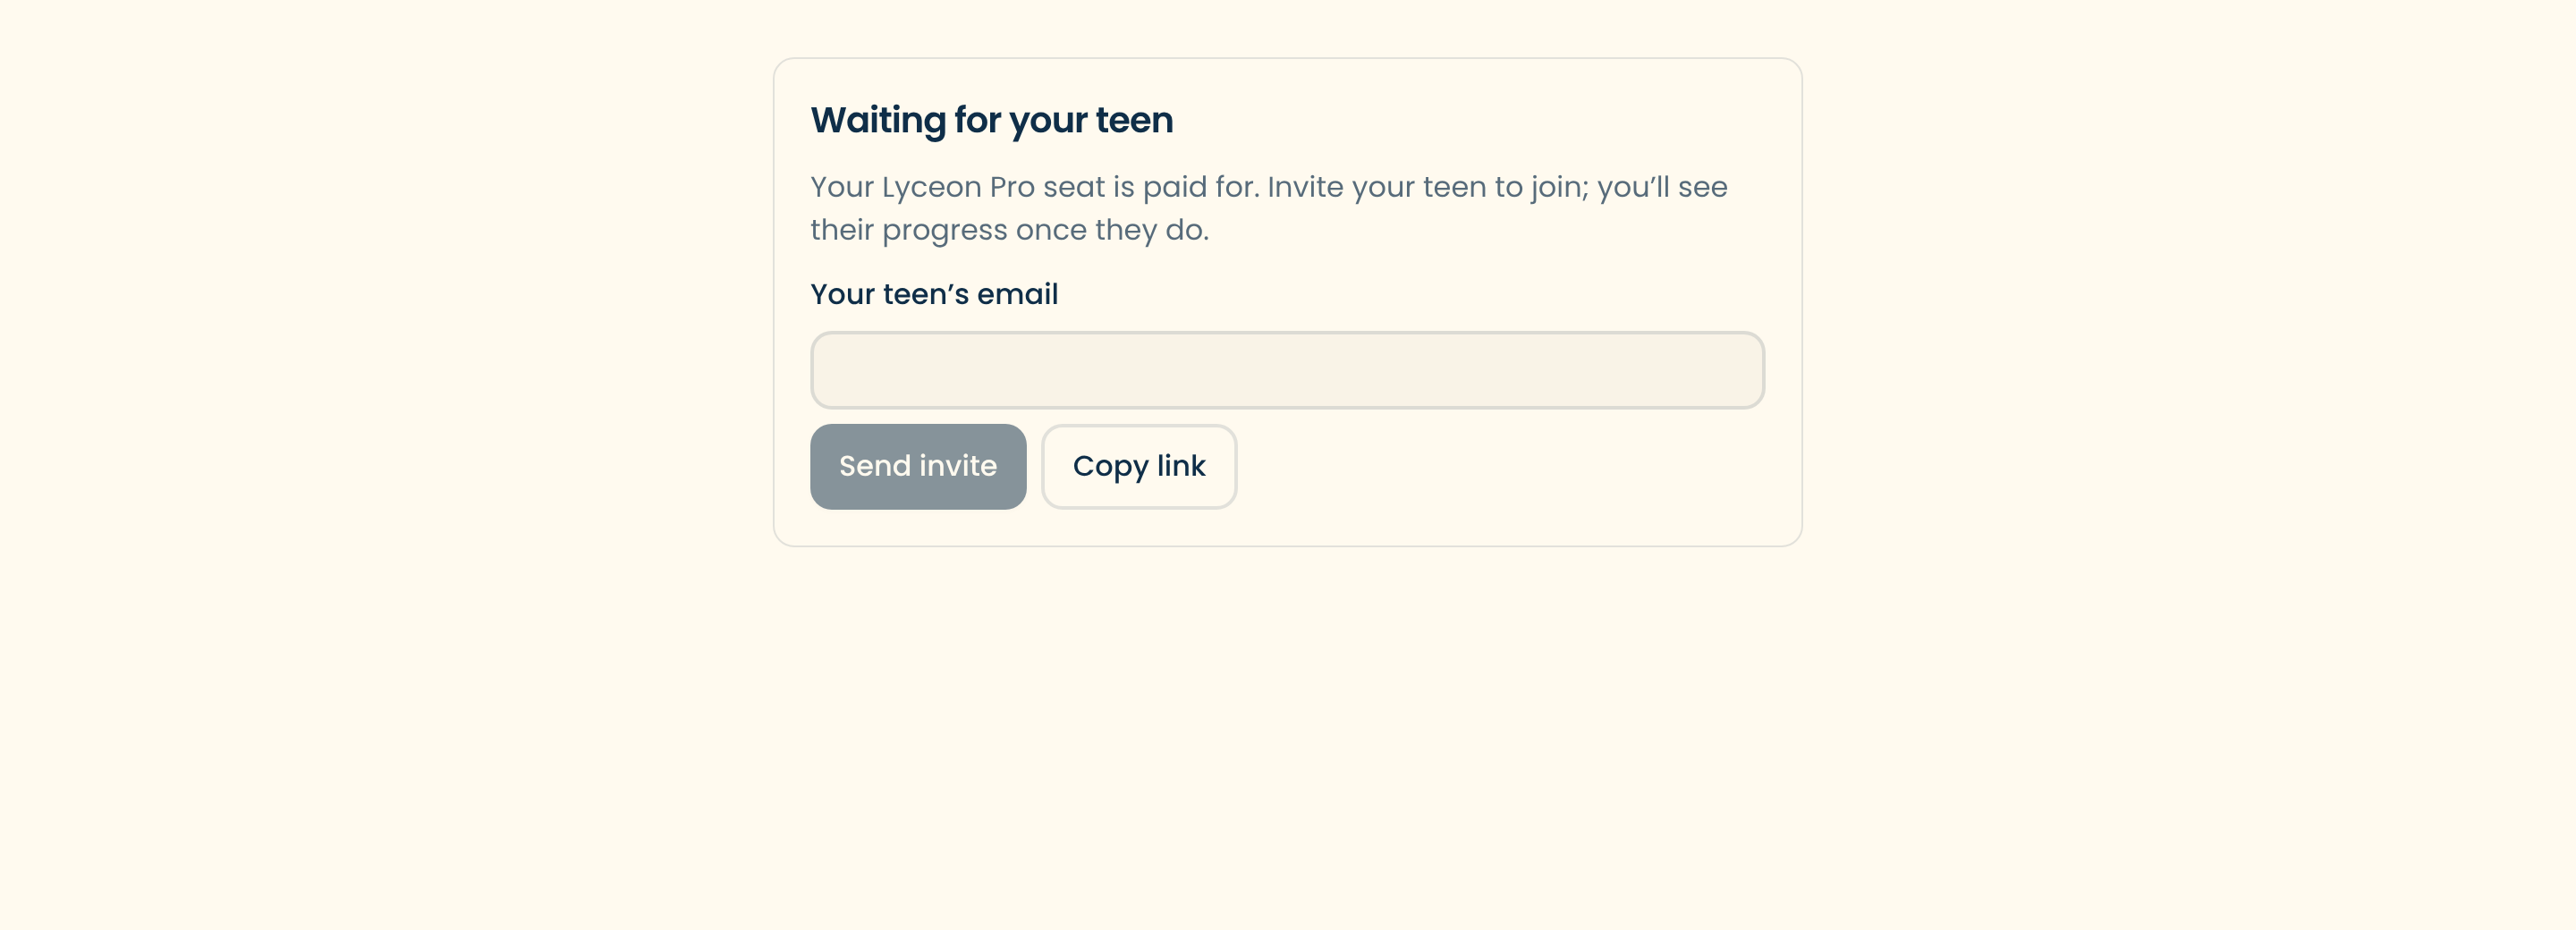 Waiting for your teen
Your Lyceon Pro seat is paid for. Invite your teen to join; you’ll see
their progress once they do.
Your teen’s email
Send invite
Copy link